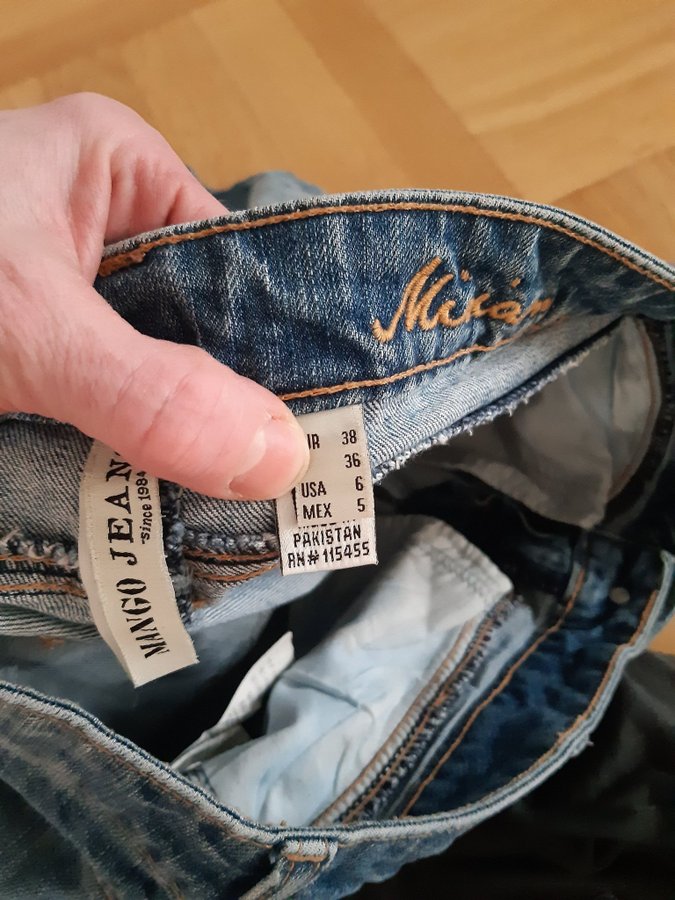 38
36
USA 6
MEX 5
PAKISTAN
RN# 115455
MANGO JEANS
"since 1984